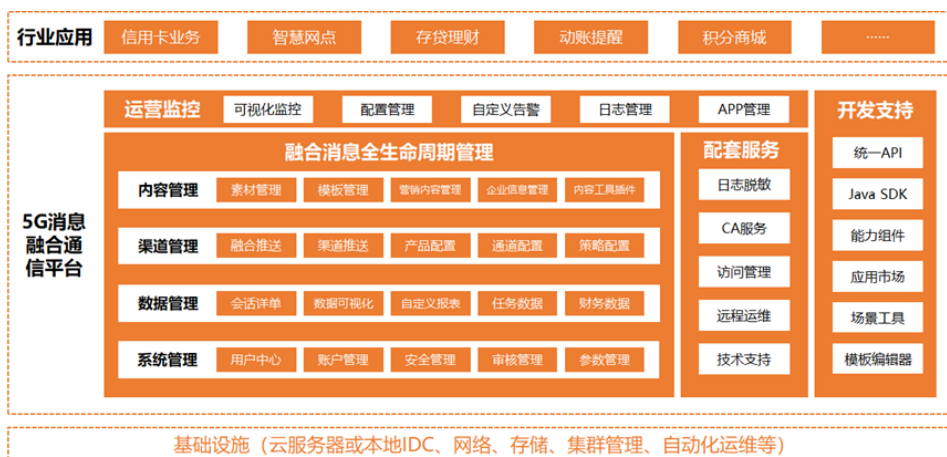 行业应用
信用卡业务
智慧网点
存贷理财
动账提醒
积分商城
......
5G消息
融合通
信平台
运营监控
可视化监控
配置管理
自定义告警
日志管理
APP管理
融合消息全生命周期管理
内容管理
素材管理
模板管理
营销内容管理
企业信息管理
内容工具插件
渠道管理
融合推送
渠道推送
产品配置
通道配置
策略配置
数据管理
会话详单
数据可视化
自定义报表
任务数据
财务数据
系统管理
用户中心
账户管理
安全管理
审核管理
参数管理
配套服务
日志脱敏
CA服务
访问管理
远程运维
技术支持
开发支持
统一API
Java SDK
能力组件
应用市场
场景工具
模板编辑器
基础设施（云服务器或本地IDC、网络、存储、集群管理、自动化运维等）